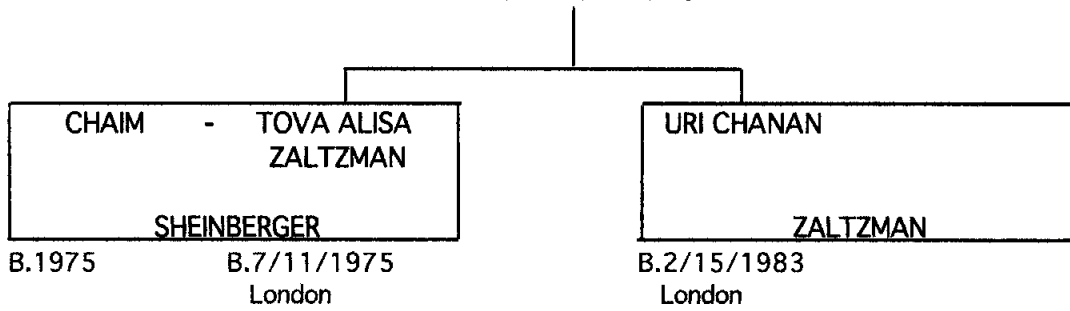 CHAIM - TOVA ALISA
ZALTZMAN
SHEINBERGER
B.1975 B.7/11/1975
London
URI CHANAN
ZALTZMAN
B.2/15/1983
London